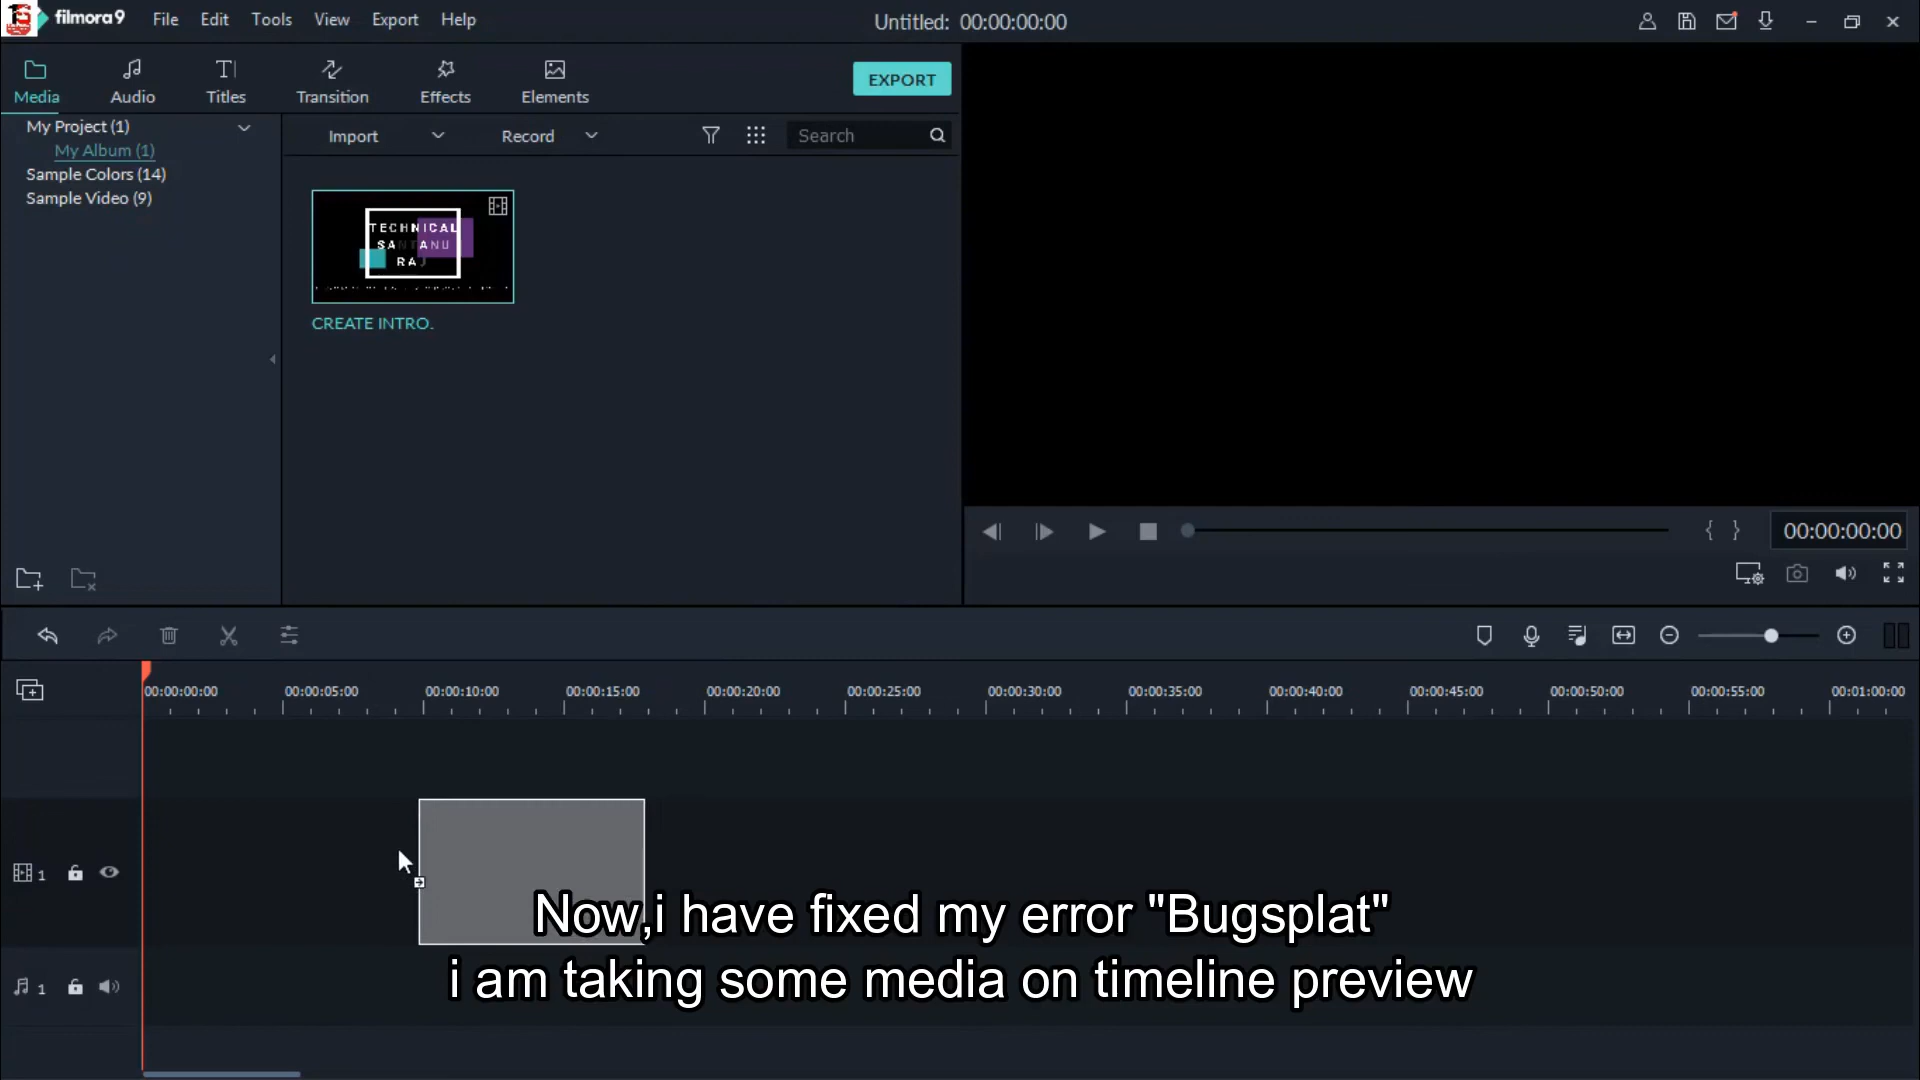 filmora9 File Edit Tools View Export Help Untitled: 00:00:00:00
Media Audio Titles Transition Effects Elements EXPORT
My Project (1)
My Album (1)
Sample Colors (14)
Sample Video (9)
Import Record Search
TECHNICAL
SANTANU
RAJ
CREATE INTRO.
{ } 00:00:00:00
00:00:00:00 00:00:05:00 00:00:10:00 00:00:15:00 00:00:20:00 00:00:25:00 00:00:30:00 00:00:35:00 00:00:40:00 00:00:45:00 00:00:50:00 00:00:55:00 00:01:00:00
1
1
Now,i have fixed my error "Bugsplat"
i am taking some media on timeline preview